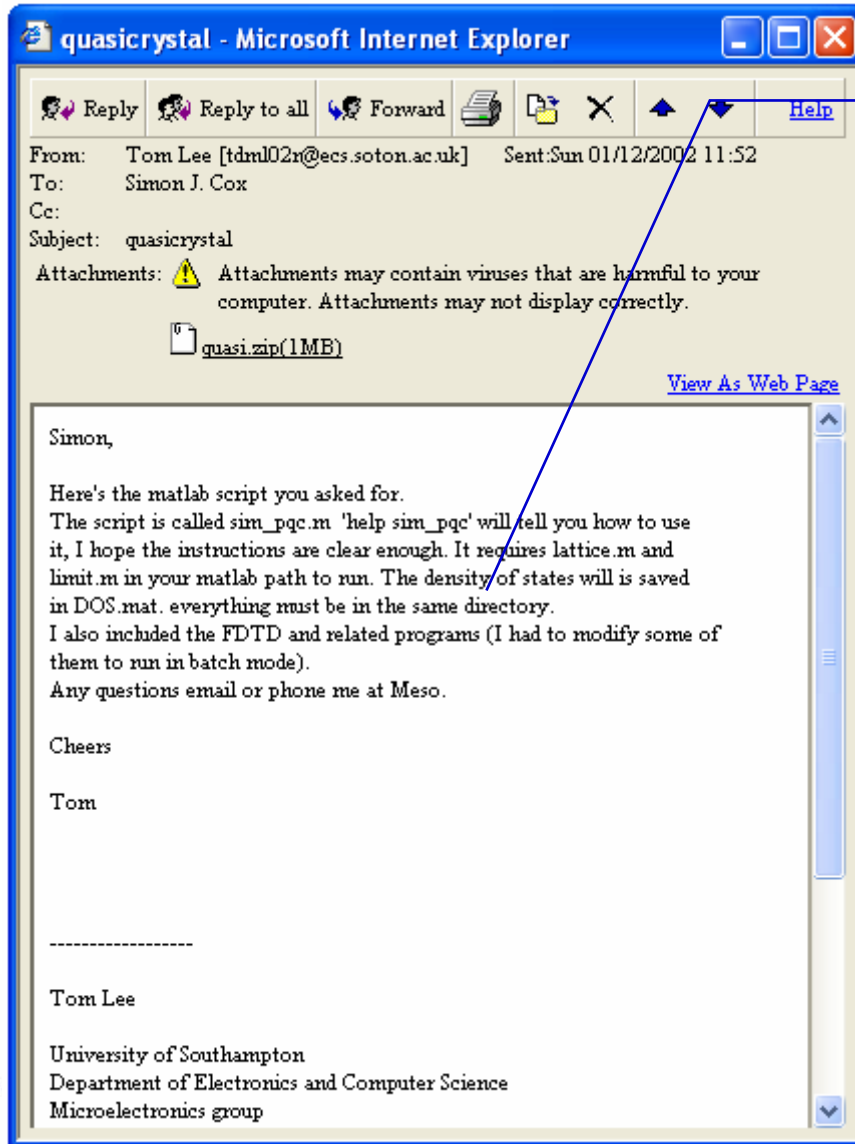 quasicrystal - Microsoft Internet Explorer
Reply Reply to all Forward Help
From: Tom Lee [tdml02r@ecs.soton.ac.uk] Sent:Sun 01/12/2002 11:52
To: Simon J. Cox
Cc:
Subject: quasicrystal
Attachments: Attachments may contain viruses that are harmful to your
computer. Attachments may not display correctly.
quasi.zip(1MB)
View As Web Page
Simon,
Here's the matlab script you asked for.
The script is called sim_pqc.m 'help sim_pqc' will tell you how to use
it, I hope the instructions are clear enough. It requires lattice.m and
limit.m in your matlab path to run. The density of states will is saved
in DOS.mat. everything must be in the same directory.
I also included the FDTD and related programs (I had to modify some of
them to run in batch mode).
Any questions email or phone me at Meso.
Cheers
Tom
------------------
Tom Lee
University of Southampton
Department of Electronics and Computer Science
Microelectronics group